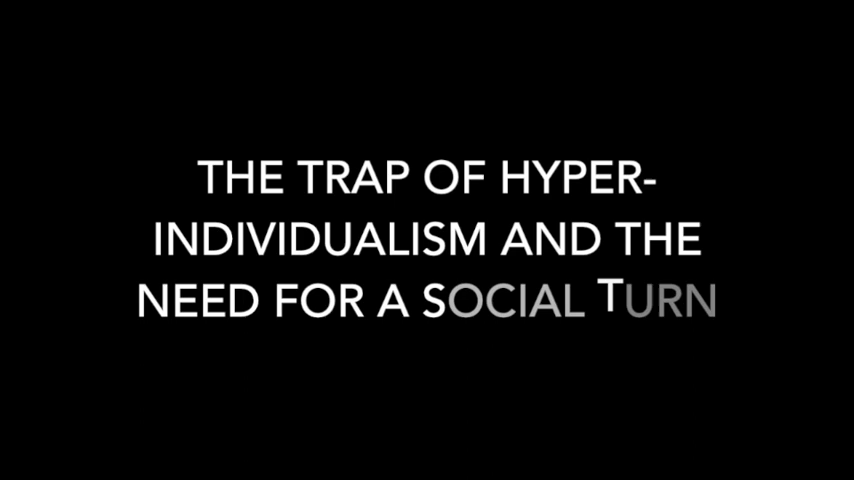 THE TRAP OF HYPER-
INDIVIDUALISM AND THE
NEED FOR A SOCIAL TURN